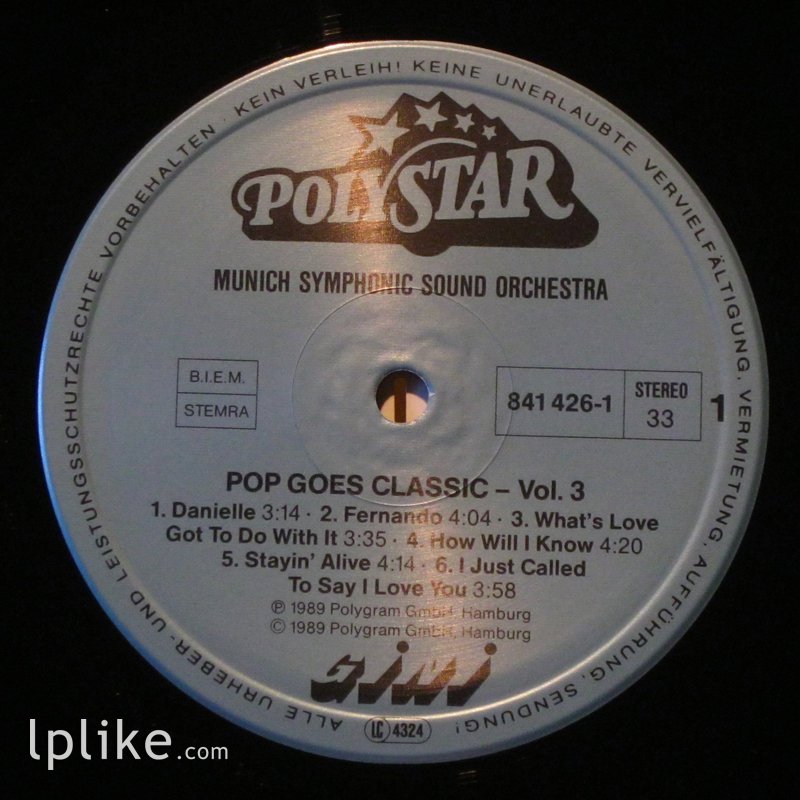 ALLE URHEBER- UND LEISTUNGSSCHUTZRECHTE VORBEHALTEN · KEIN VERLEIH! KEINE UNERLAUBTE VERVIELFÄLTIGUNG, VERMIETUNG, AUFFÜHRUNG, SENDUNG!
POLYSTAR
MUNICH SYMPHONIC SOUND ORCHESTRA
B.I.E.M.
STEMRA
841 426-1
STEREO
33
1
POP GOES CLASSIC – Vol. 3
1. Danielle 3:14 · 2. Fernando 4:04 · 3. What's Love
Got To Do With It 3:35 · 4. How Will I Know 4:20
5. Stayin' Alive 4:14 · 6. I Just Called
To Say I Love You 3:58
℗ 1989 Polygram GmbH, Hamburg
© 1989 Polygram GmbH, Hamburg
GiNi
LC 4324
lplike.com